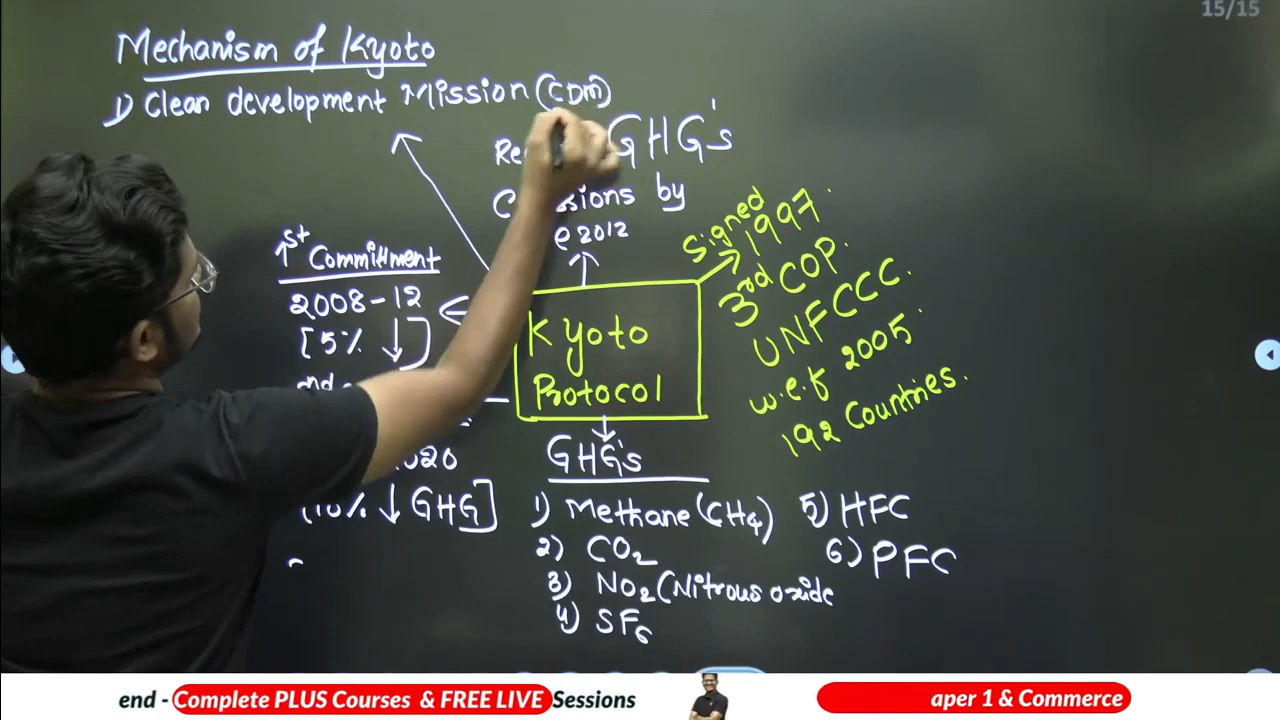 15/15
Mechanism of Kyoto
1) Clean development Mission (CDM)
GHG's
by
2012
1st Commitment
2008-12
[5% ↓]
Kyoto
Protocol
Signed 1997.
3rd COP.
UNFCCC.
w.e.f 2005.
192 Countries.
GHG's
[10% ↓ GHG]
1) Methane (CH4)
2) CO2
3) NO2 (Nitrous oxide
4) SF6
5) HFC
6) PFC
end - Complete PLUS Courses & FREE LIVE Sessions
aper 1 & Commerce